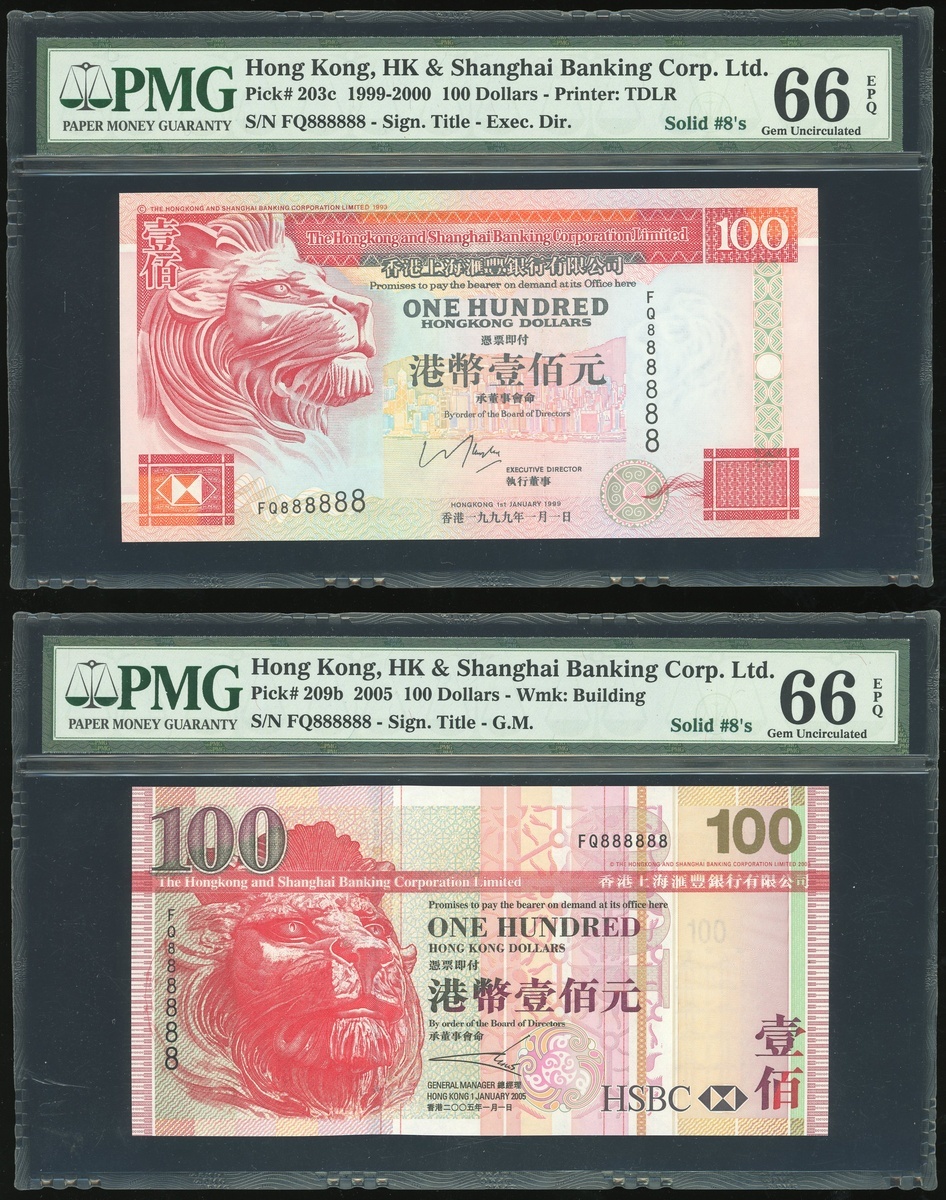 PMG
PAPER MONEY GUARANTY
Hong Kong, HK & Shanghai Banking Corp. Ltd.
Pick# 203c 1999-2000 100 Dollars - Printer: TDLR
S/N FQ888888 - Sign. Title - Exec. Dir.
Solid #8's
66
EPQ
Gem Uncirculated
© THE HONGKONG AND SHANGHAI BANKING CORPORATION LIMITED 1993
壹佰
The Hongkong and Shanghai Banking Corporation Limited
100
香港上海滙豐銀行有限公司
Promises to pay the bearer on demand at its Office here
ONE HUNDRED
HONGKONG DOLLARS
憑票即付
港幣壹佰元
承董事會命
By order of the Board of Directors
FQ888888
EXECUTIVE DIRECTOR
執行董事
FQ888888
HONGKONG 1st JANUARY 1999
香港一九九九年一月一日
PMG
PAPER MONEY GUARANTY
Hong Kong, HK & Shanghai Banking Corp. Ltd.
Pick# 209b 2005 100 Dollars - Wmk: Building
S/N FQ888888 - Sign. Title - G.M.
Solid #8's
66
EPQ
Gem Uncirculated
100
FQ888888
100
© THE HONGKONG AND SHANGHAI BANKING CORPORATION LIMITED
The Hongkong and Shanghai Banking Corporation Limited
香港上海滙豐銀行有限公司
Promises to pay the bearer on demand at its office here
ONE HUNDRED
HONG KONG DOLLARS
100
憑票即付
港幣壹佰元
By order of the Board of Directors
承董事會命
FQ888888
GENERAL MANAGER 總經理
HONG KONG 1 JANUARY 2005
香港二〇〇五年一月一日
HSBC
壹佰